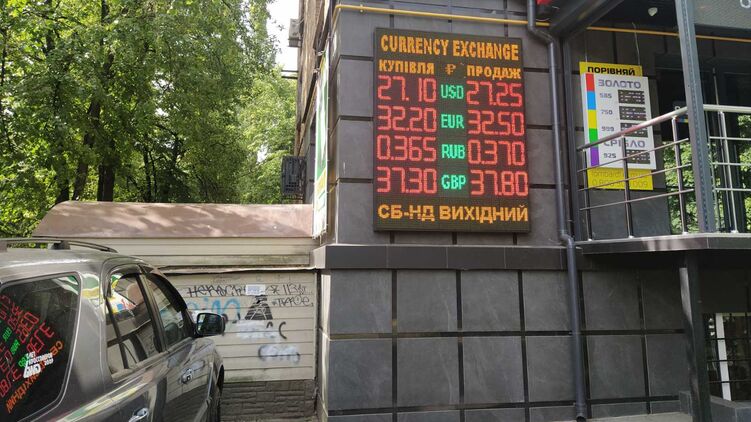 CURRENCY EXCHANGE
КУПІВЛЯ ₽ ПРОДАЖ
27.10 USD 27.25
32.20 EUR 32.50
0.365 RUB 0.370
37.30 GBP 37.80
СБ-НД ВИХІДНИЙ
ПОРІВНЯЙ
ЗОЛОТО
585
750
999
СРІБЛО
925